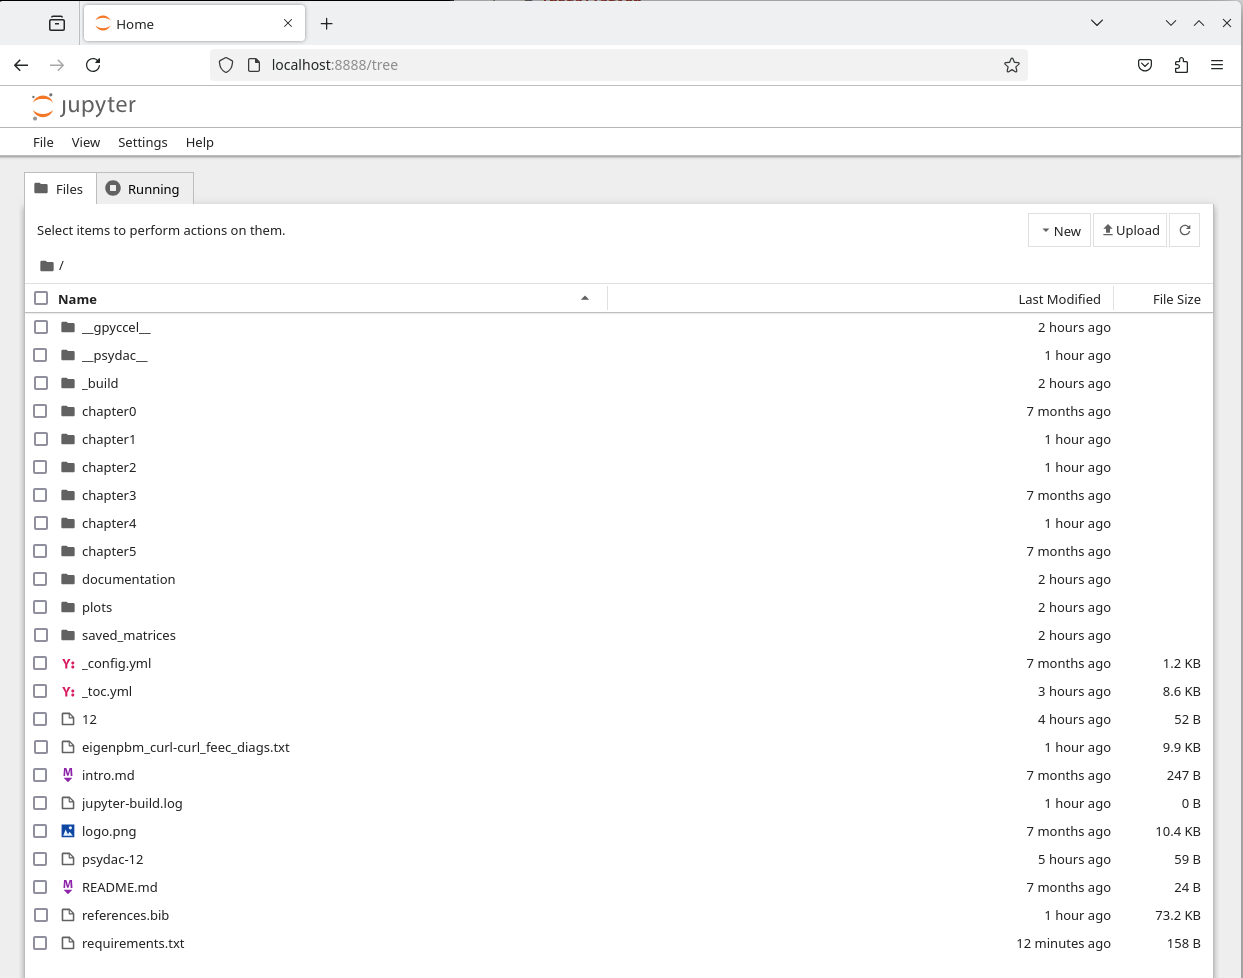 Home
localhost:8888/tree
jupyter
File View Settings Help
Files Running
Select items to perform actions on them.
New Upload
/
Name Last Modified File Size
__gpyccel__ 2 hours ago
__psydac__ 1 hour ago
_build 2 hours ago
chapter0 7 months ago
chapter1 1 hour ago
chapter2 1 hour ago
chapter3 7 months ago
chapter4 1 hour ago
chapter5 7 months ago
documentation 2 hours ago
plots 2 hours ago
saved_matrices 2 hours ago
Y: _config.yml 7 months ago 1.2 KB
Y: _toc.yml 3 hours ago 8.6 KB
12 4 hours ago 52 B
eigenpbm_curl-curl_feec_diags.txt 1 hour ago 9.9 KB
M intro.md 7 months ago 247 B
jupyter-build.log 1 hour ago 0 B
logo.png 7 months ago 10.4 KB
psydac-12 5 hours ago 59 B
M README.md 7 months ago 24 B
references.bib 1 hour ago 73.2 KB
requirements.txt 12 minutes ago 158 B